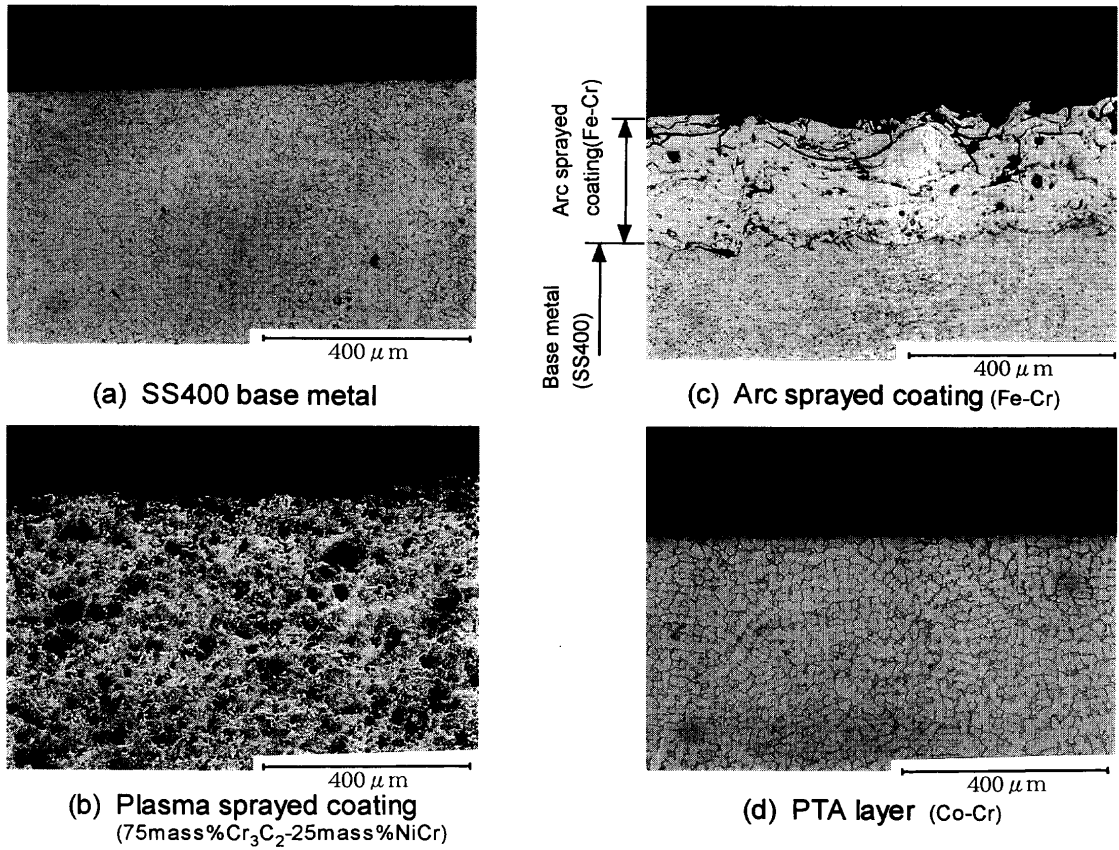 400 μm
(a) SS400 base metal
400 μm
(b) Plasma sprayed coating
(75mass%Cr₃C₂-25mass%NiCr)
Arc sprayed
coating(Fe-Cr)
Base metal
(SS400)
400 μm
(c) Arc sprayed coating (Fe-Cr)
400 μm
(d) PTA layer (Co-Cr)